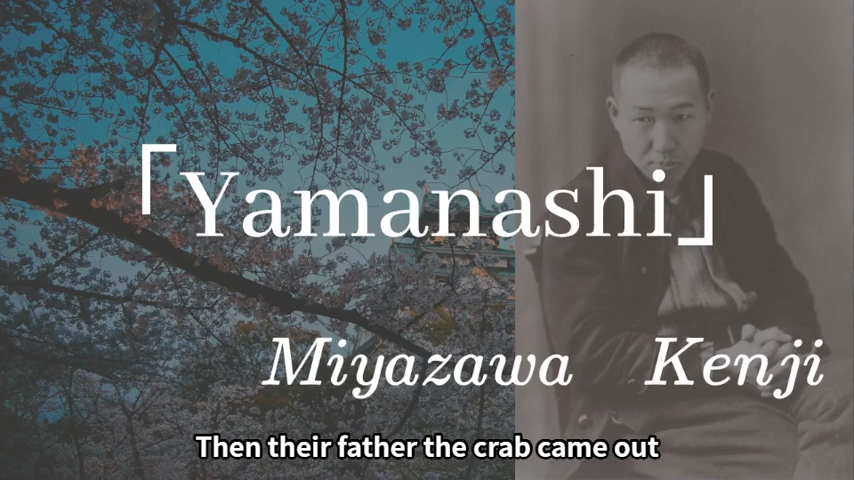 「Yamanashi」
Miyazawa Kenji
Then their father the crab came out